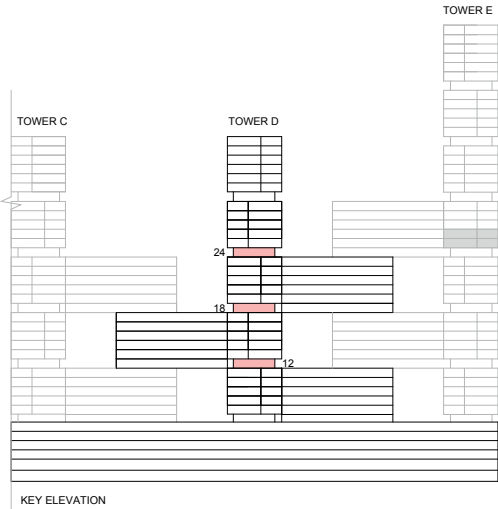 TOWER E
TOWER C
TOWER D
24
18
12
KEY ELEVATION